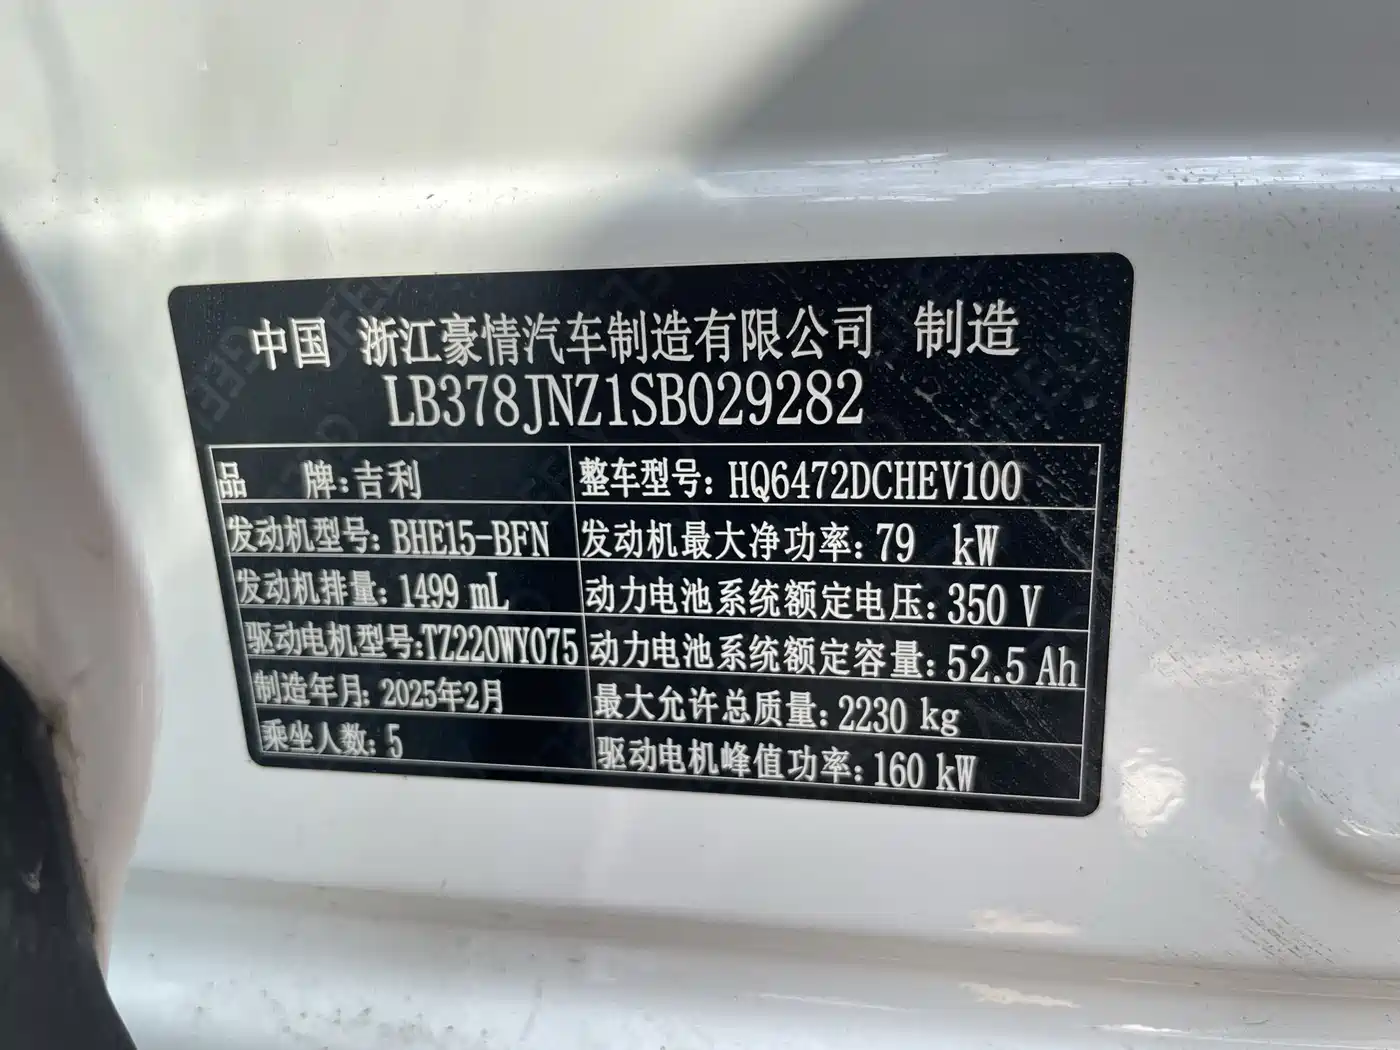 中国 浙江豪情汽车制造有限公司 制造
LB378JNZ1SB029282
品 牌:吉利 整车型号:HQ6472DCHEV100
发动机型号:BHE15-BFN 发动机最大净功率:79 kW
发动机排量:1499 mL 动力电池系统额定电压:350 V
驱动电机型号:TZ220WY075 动力电池系统额定容量:52.5 Ah
制造年月:2025年2月 最大允许总质量:2230 kg
乘坐人数:5 驱动电机峰值功率:160 kW